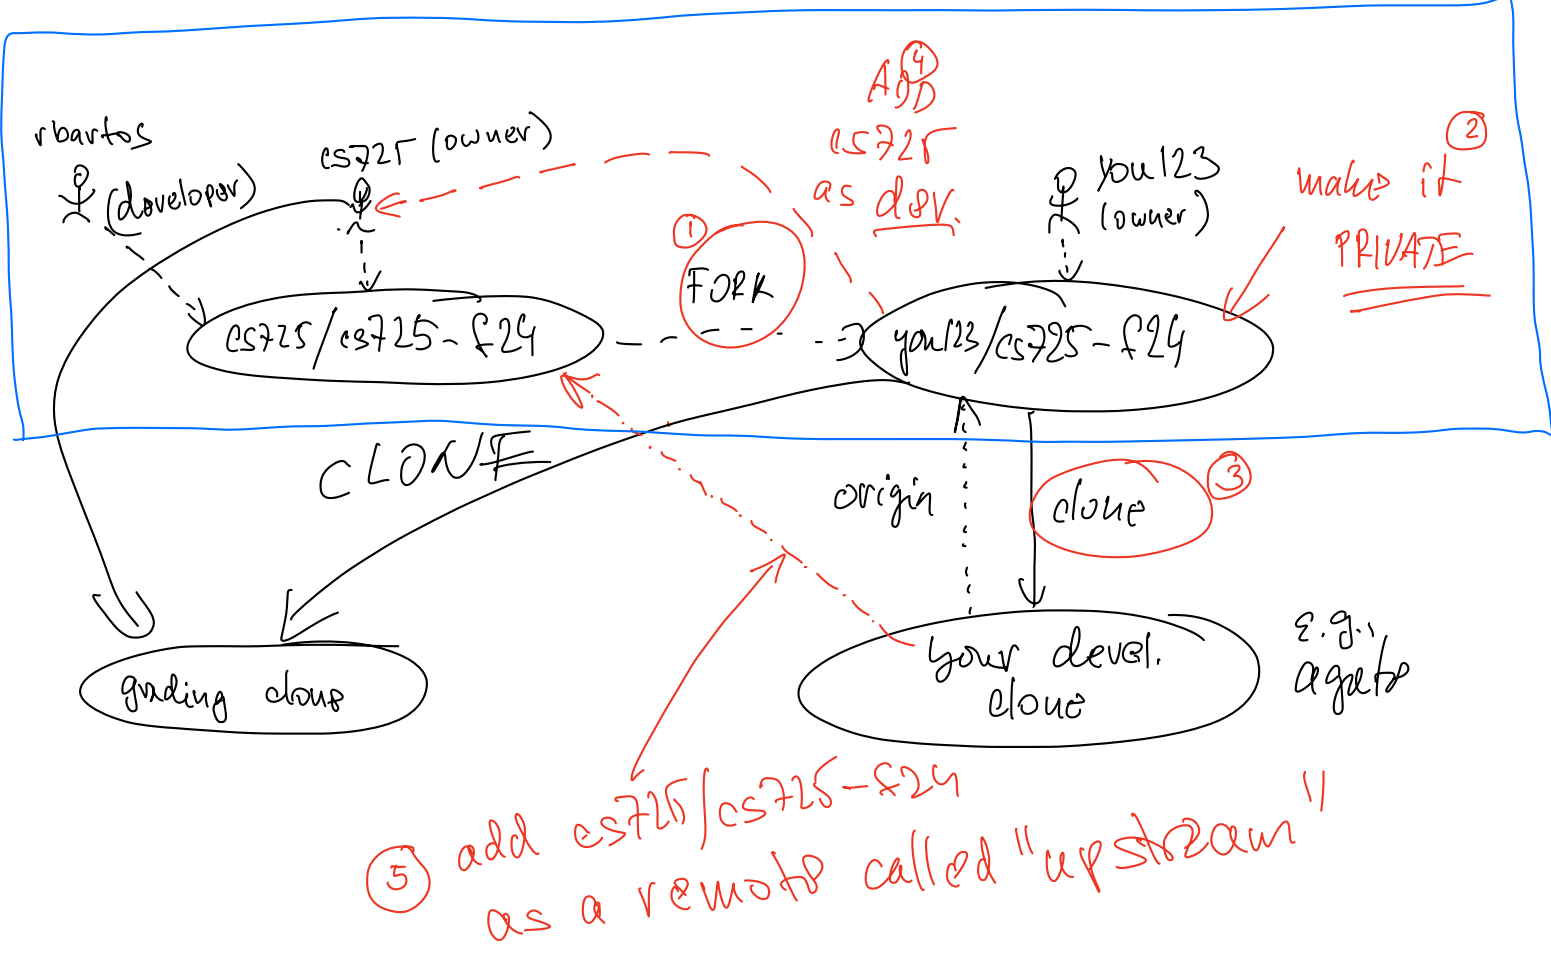 rbartos
(developer)
cs725 (owner)
4
ADD
cs725
as dev.
you123
(owner)
2
make it
PRIVATE
1
FORK
cs725/cs725-f24
you123/cs725-f24
CLONE
origin
clone
3
grading clone
your devel.
clone
e.g.,
agate
5
add cs725/cs725-f24
as a remote called "upstream"